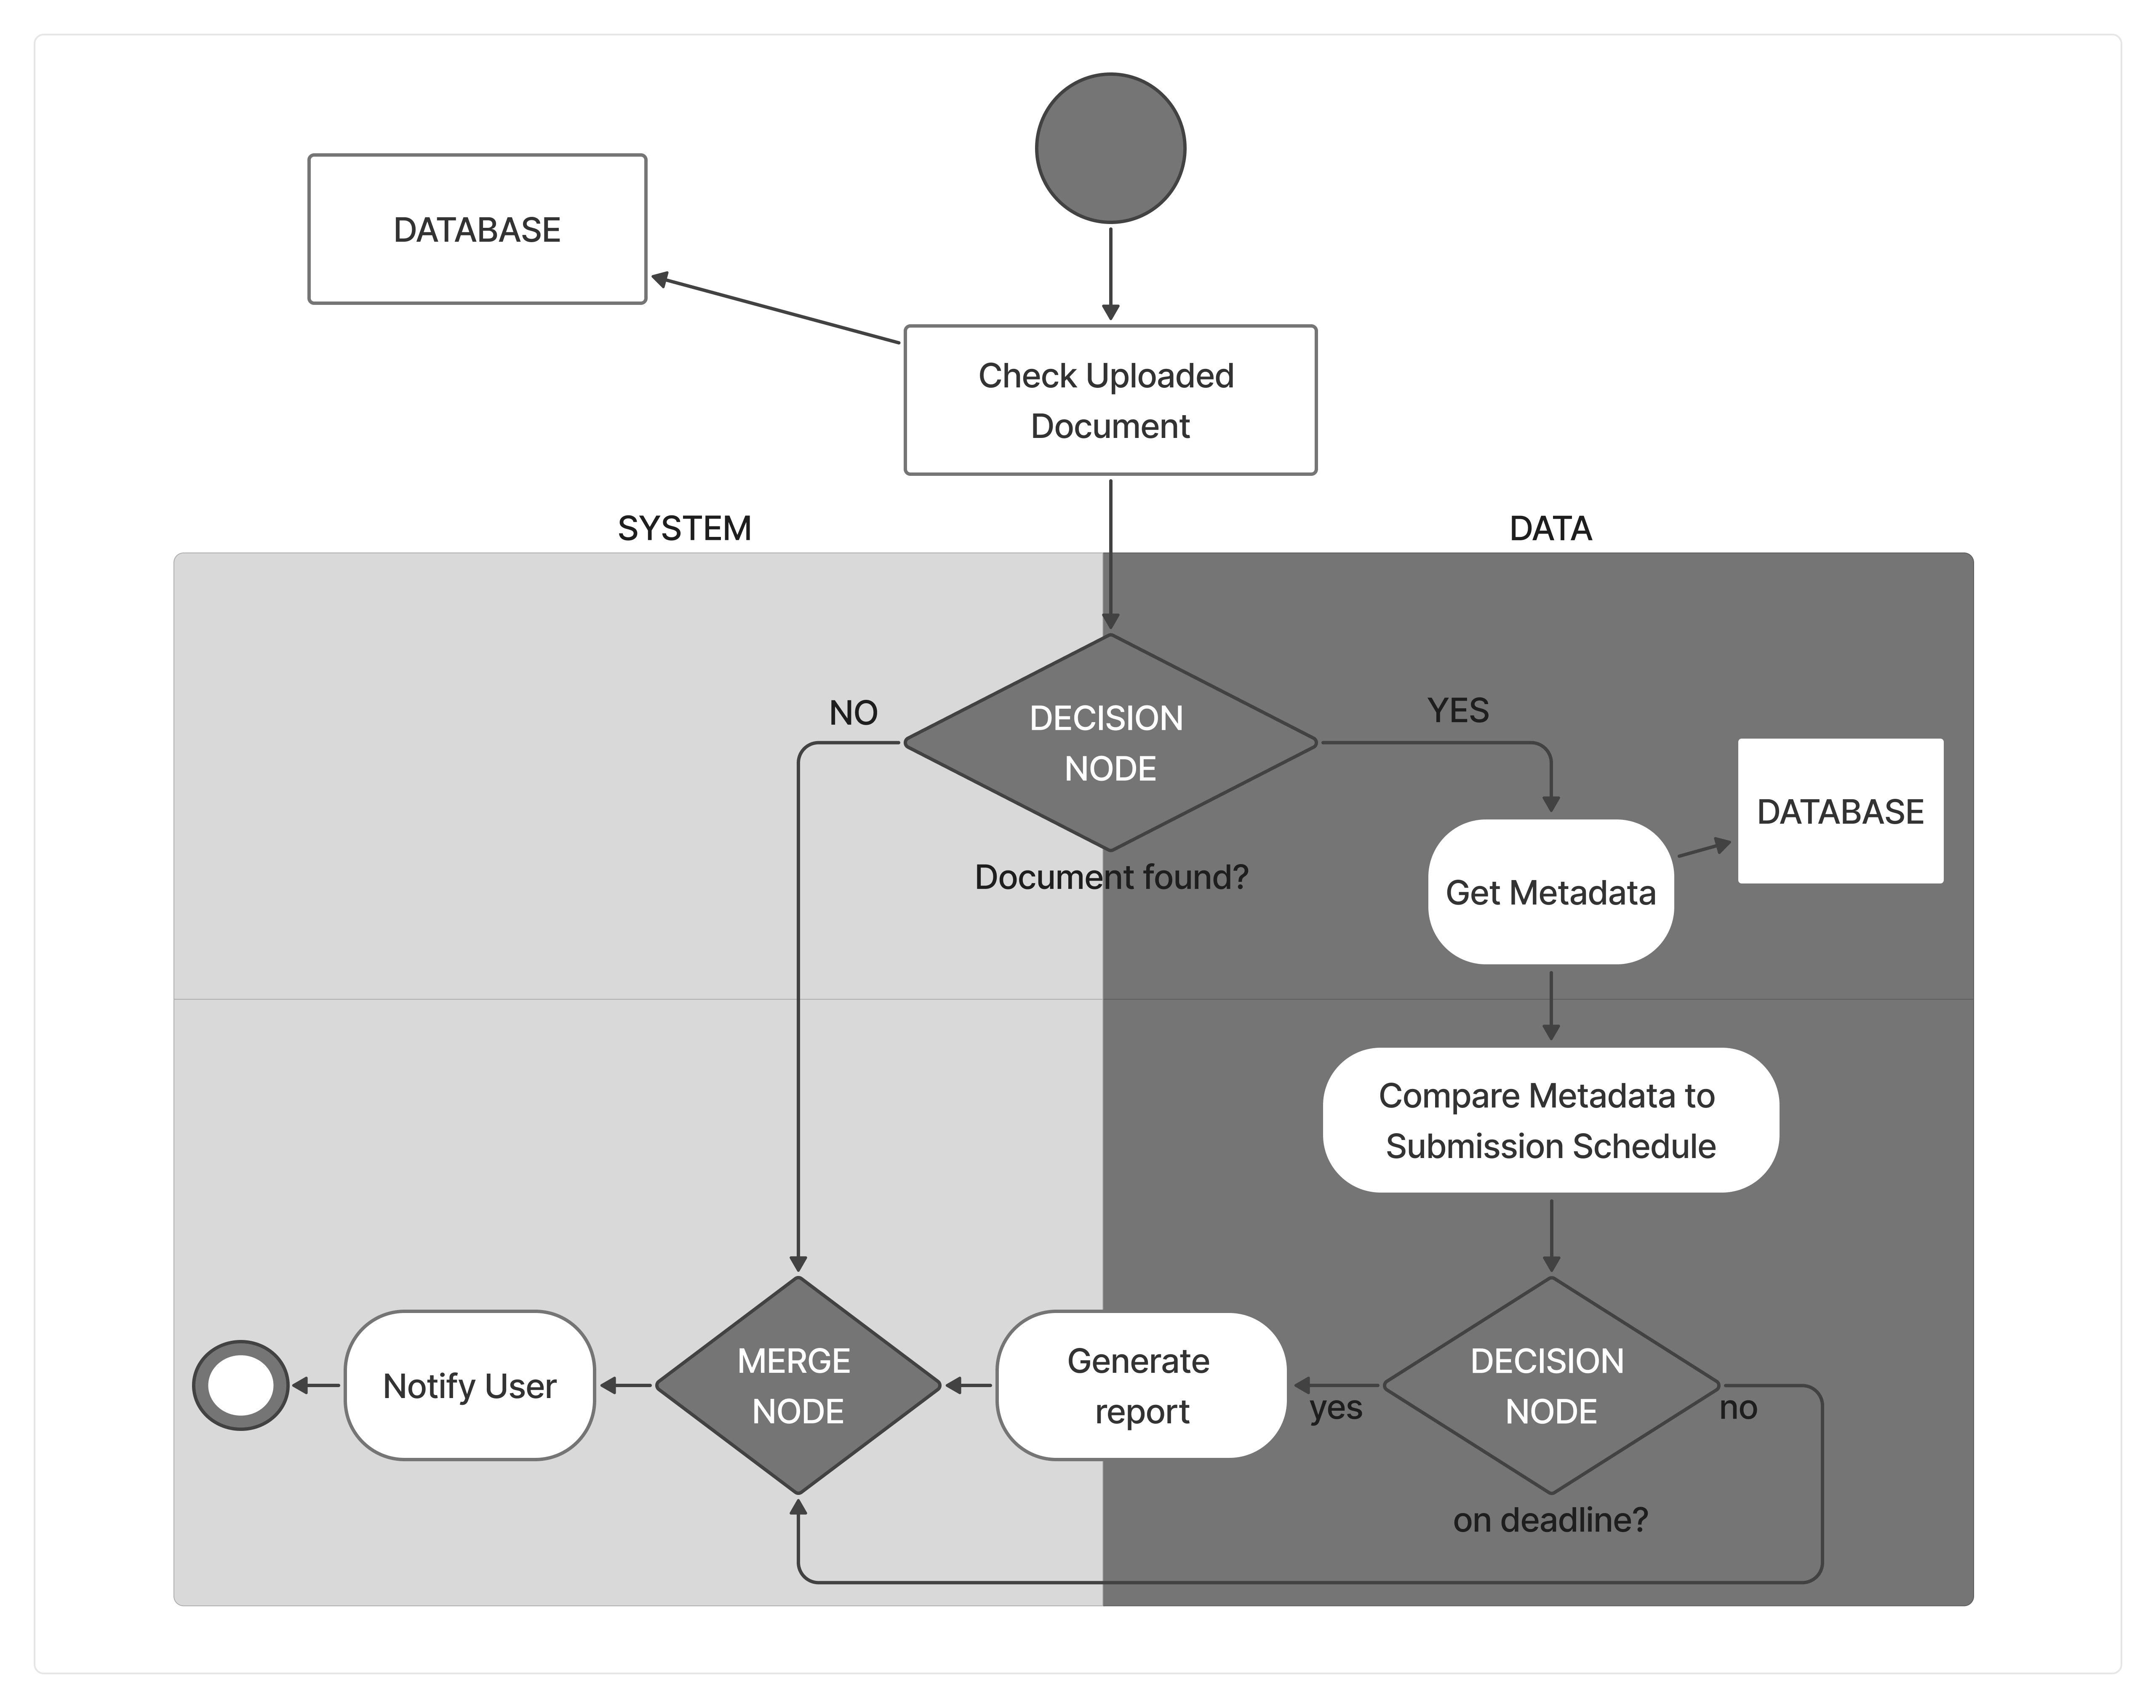 DATABASE
Check Uploaded
Document
SYSTEM
DATA
NO
DECISION
NODE
YES
Document found?
DATABASE
Get Metadata
Compare Metadata to
Submission Schedule
Notify User
MERGE
NODE
Generate
report
yes
DECISION
NODE
no
on deadline?